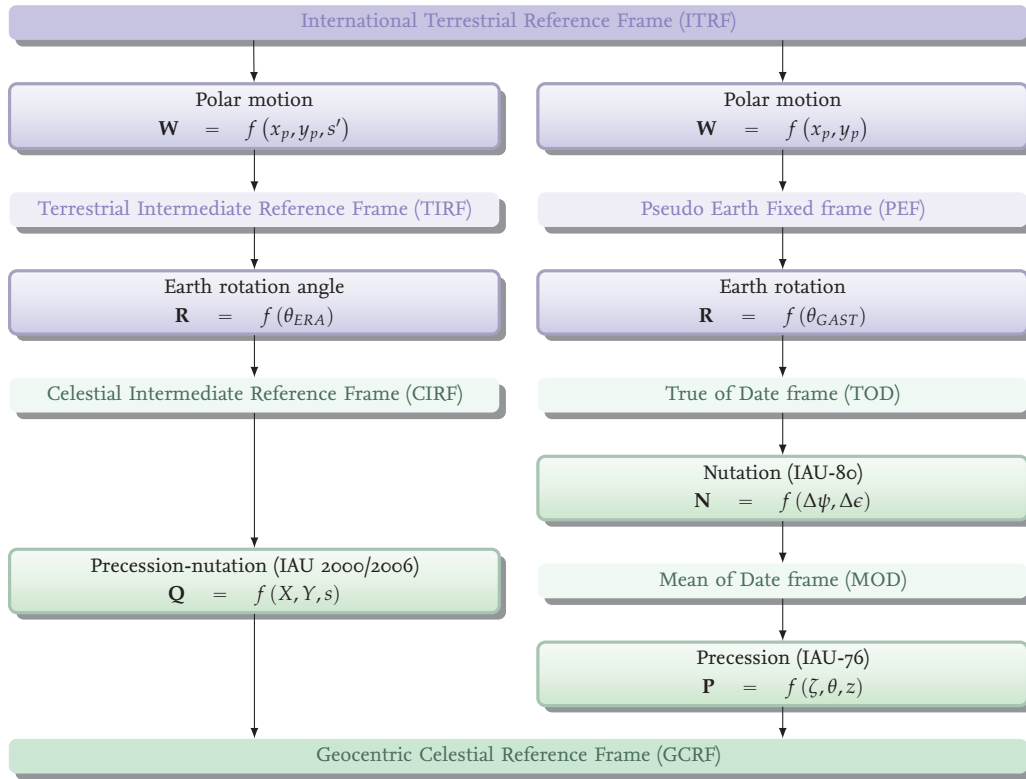 International Terrestrial Reference Frame (ITRF)
Polar motion
W = f (x_p, y_p, s′)
Terrestrial Intermediate Reference Frame (TIRF)
Earth rotation angle
R = f (θ_ERA)
Celestial Intermediate Reference Frame (CIRF)
Precession-nutation (IAU 2000/2006)
Q = f (X, Y, s)
Polar motion
W = f (x_p, y_p)
Pseudo Earth Fixed frame (PEF)
Earth rotation
R = f (θ_GAST)
True of Date frame (TOD)
Nutation (IAU-80)
N = f (Δψ, Δϵ)
Mean of Date frame (MOD)
Precession (IAU-76)
P = f (ζ, θ, z)
Geocentric Celestial Reference Frame (GCRF)